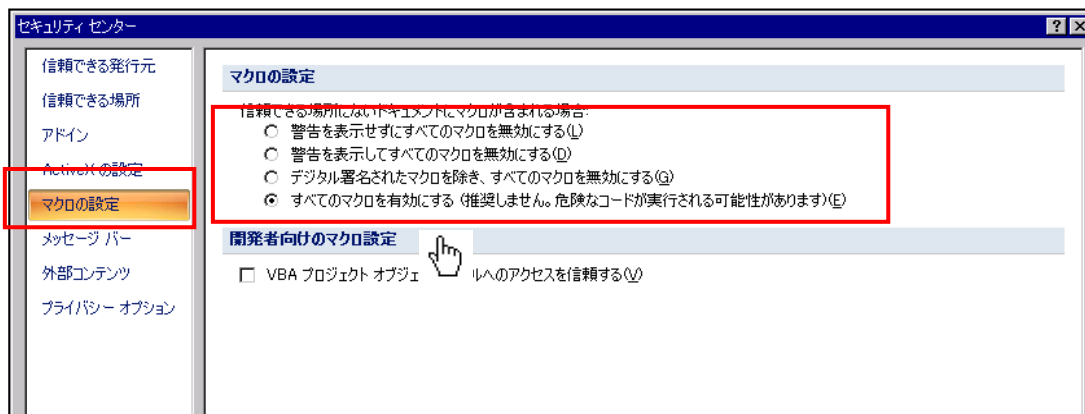 セキュリティ センター
信頼できる発行元
信頼できる場所
アドイン
ActiveX の設定
マクロの設定
メッセージ バー
外部コンテンツ
プライバシー オプション
マクロの設定
信頼できる場所にないドキュメントにマクロが含まれる場合:
警告を表示せずにすべてのマクロを無効にする(L)
警告を表示してすべてのマクロを無効にする(D)
デジタル署名されたマクロを除き、すべてのマクロを無効にする(G)
すべてのマクロを有効にする (推奨しません。危険なコードが実行される可能性があります)(E)
開発者向けのマクロ設定
VBA プロジェクト オブジェ ルへのアクセスを信頼する(V)